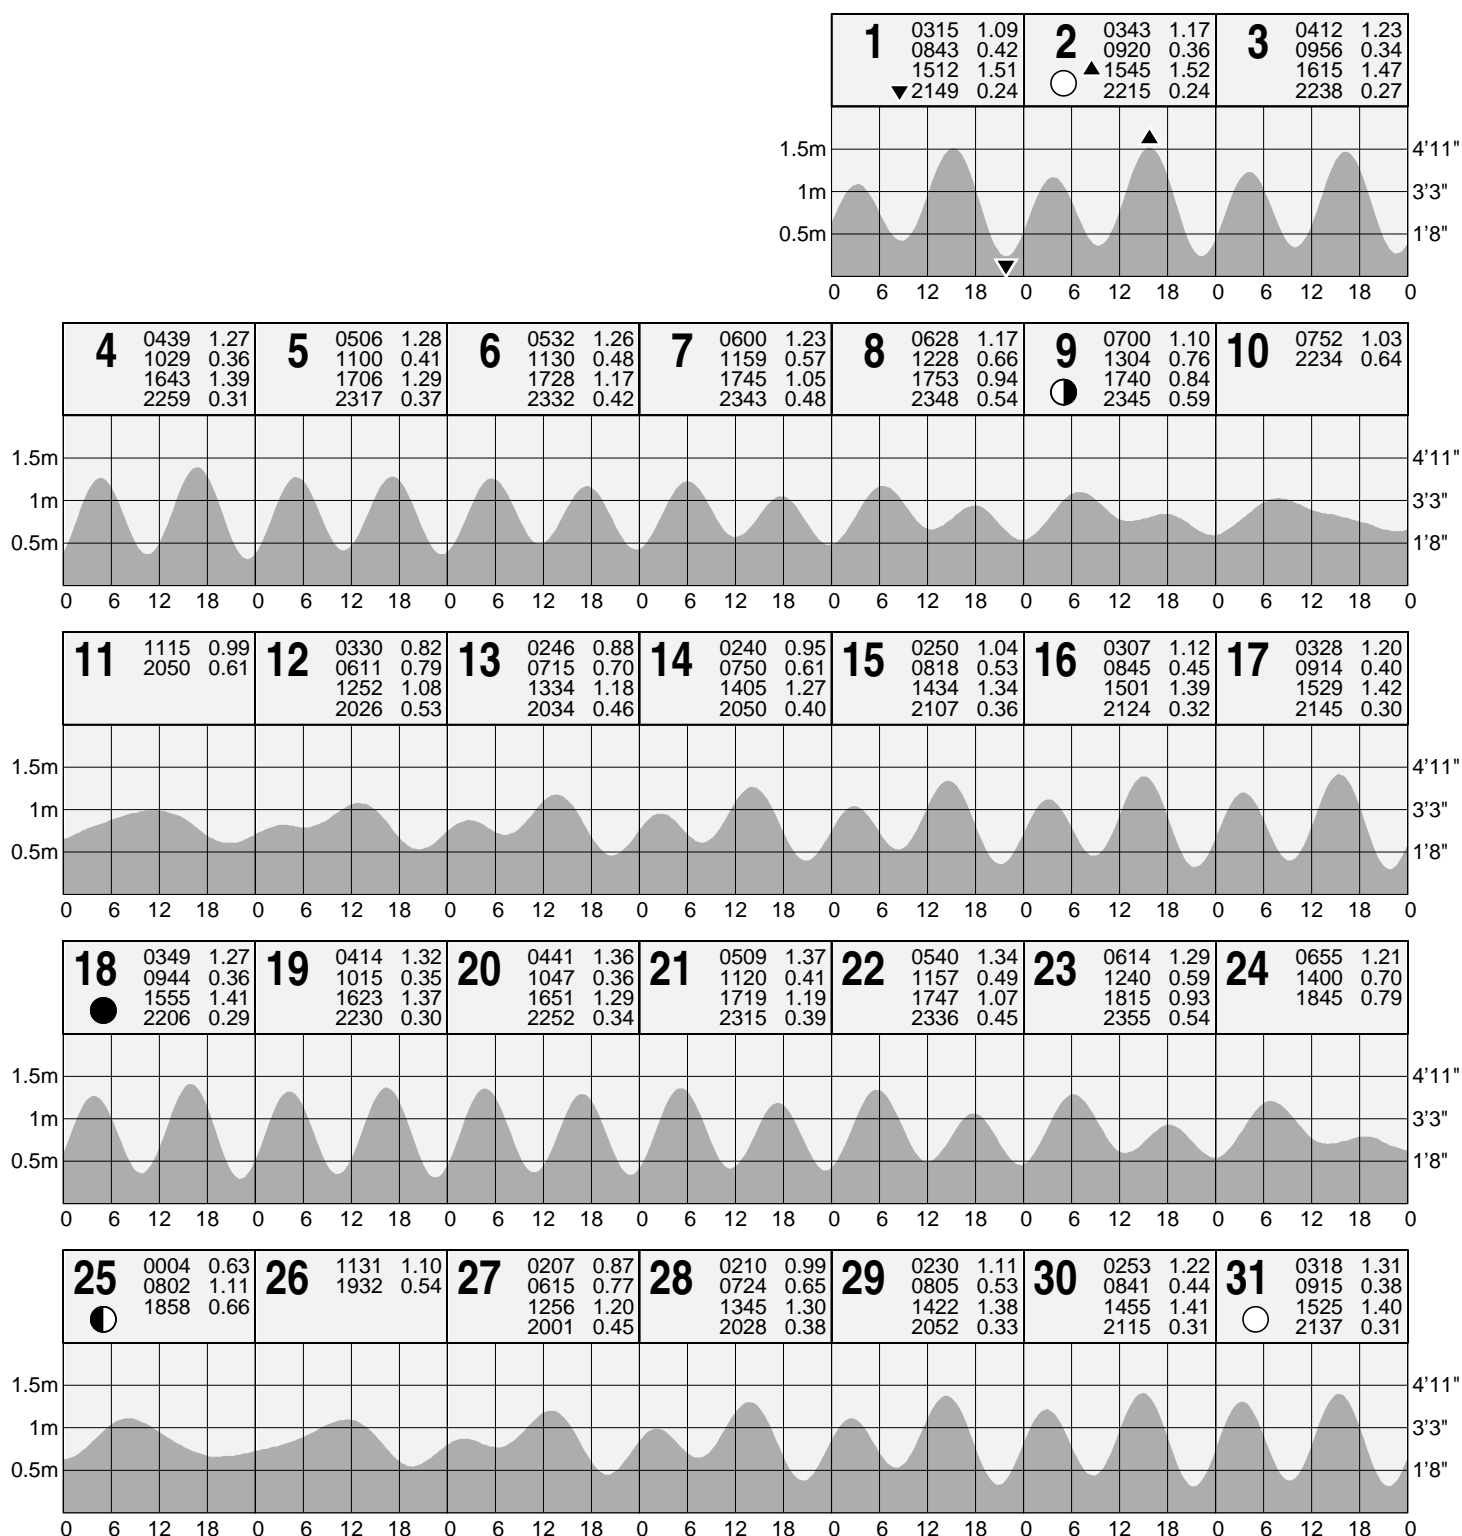 1 0315 1.09 2 0343 1.17 3 0412 1.23
0843 0.42 0920 0.36 0956 0.34
1512 1.51 ▲1545 1.52 1615 1.47
▼2149 0.24 2215 0.24 2238 0.27
1.5m 4'11"
1m 3'3"
0.5m 1'8"
0 6 12 18 0 6 12 18 0 6 12 18 0
4 0439 1.27 5 0506 1.28 6 0532 1.26 7 0600 1.23 8 0628 1.17 9 0700 1.10 10 0752 1.03
1029 0.36 1100 0.41 1130 0.48 1159 0.57 1228 0.66 1304 0.76 2234 0.64
1643 1.39 1706 1.29 1728 1.17 1745 1.05 1753 0.94 1740 0.84
2259 0.31 2317 0.37 2332 0.42 2343 0.48 2348 0.54 2345 0.59
1.5m 4'11"
1m 3'3"
0.5m 1'8"
0 6 12 18 0 6 12 18 0 6 12 18 0 6 12 18 0 6 12 18 0 6 12 18 0 6 12 18 0
11 1115 0.99 12 0330 0.82 13 0246 0.88 14 0240 0.95 15 0250 1.04 16 0307 1.12 17 0328 1.20
2050 0.61 0611 0.79 0715 0.70 0750 0.61 0818 0.53 0845 0.45 0914 0.40
1252 1.08 1334 1.18 1405 1.27 1434 1.34 1501 1.39 1529 1.42
2026 0.53 2034 0.46 2050 0.40 2107 0.36 2124 0.32 2145 0.30
1.5m 4'11"
1m 3'3"
0.5m 1'8"
0 6 12 18 0 6 12 18 0 6 12 18 0 6 12 18 0 6 12 18 0 6 12 18 0 6 12 18 0
18 0349 1.27 19 0414 1.32 20 0441 1.36 21 0509 1.37 22 0540 1.34 23 0614 1.29 24 0655 1.21
0944 0.36 1015 0.35 1047 0.36 1120 0.41 1157 0.49 1240 0.59 1400 0.70
1555 1.41 1623 1.37 1651 1.29 1719 1.19 1747 1.07 1815 0.93 1845 0.79
2206 0.29 2230 0.30 2252 0.34 2315 0.39 2336 0.45 2355 0.54
1.5m 4'11"
1m 3'3"
0.5m 1'8"
0 6 12 18 0 6 12 18 0 6 12 18 0 6 12 18 0 6 12 18 0 6 12 18 0 6 12 18 0
25 0004 0.63 26 1131 1.10 27 0207 0.87 28 0210 0.99 29 0230 1.11 30 0253 1.22 31 0318 1.31
0802 1.11 1932 0.54 0615 0.77 0724 0.65 0805 0.53 0841 0.44 0915 0.38
1858 0.66 1256 1.20 1345 1.30 1422 1.38 1455 1.41 1525 1.40
2001 0.45 2028 0.38 2052 0.33 2115 0.31 2137 0.31
1.5m 4'11"
1m 3'3"
0.5m 1'8"
0 6 12 18 0 6 12 18 0 6 12 18 0 6 12 18 0 6 12 18 0 6 12 18 0 6 12 18 0